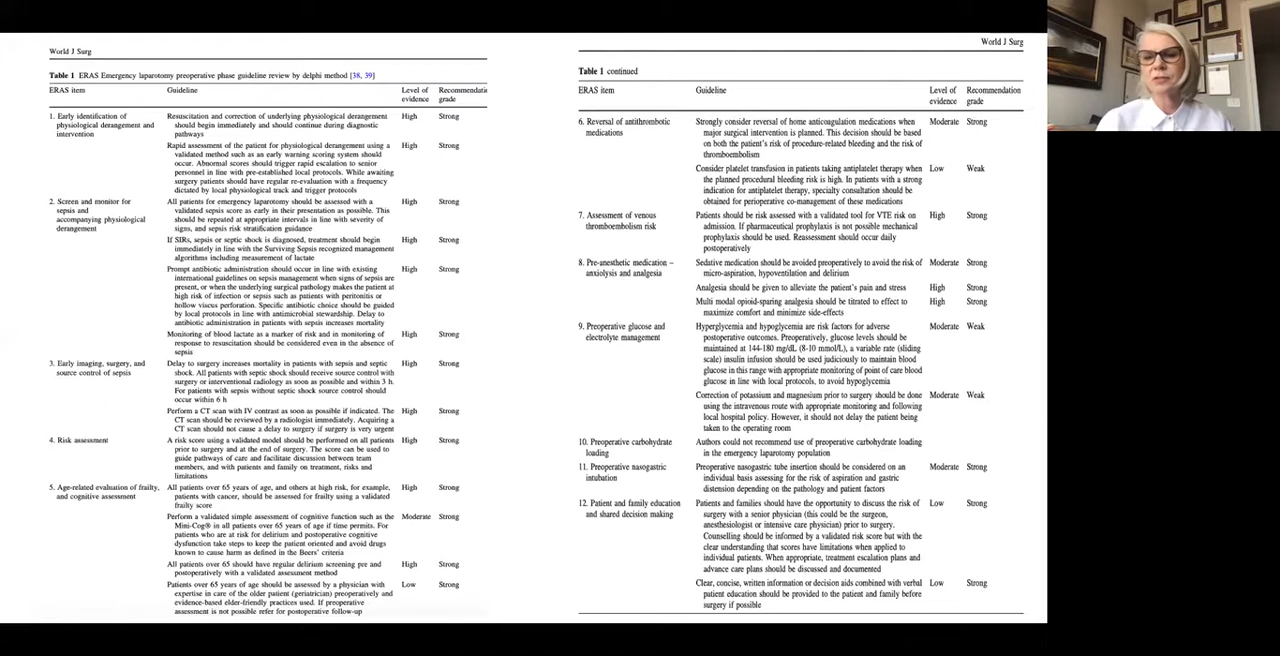 World J Surg
Table 1 ERAS Emergency laparotomy preoperative phase guideline review by delphi method [38, 39]
ERAS item Guideline Level of evidence Recommendation grade
1. Early identification of
physiological derangement and
intervention
Resuscitation and correction of underlying physiological derangement
should begin immediately and should continue during diagnostic
pathways
High Strong
Rapid assessment of the patient for physiological derangement using a
validated method such as an early warning scoring system should
occur. Abnormal scores should trigger rapid escalation to senior
personnel in line with pre-established local protocols. While awaiting
surgery patients should have regular re-evaluation with a frequency
dictated by local physiological track and trigger protocols
High Strong
2. Screen and monitor for
sepsis and
accompanying physiological
derangement
All patients for emergency laparotomy should be assessed with a
validated sepsis score as early in their presentation as possible. This
should be repeated at appropriate intervals in line with severity of
signs, and sepsis risk stratification guidance
High Strong
If SIRs, sepsis or septic shock is diagnosed, treatment should begin
immediately in line with the Surviving Sepsis recognized management
algorithms including measurement of lactate
High Strong
Prompt antibiotic administration should occur in line with existing
international guidelines on sepsis management when signs of sepsis are
present, or when the underlying surgical pathology makes the patient at
high risk of infection or sepsis such as patients with peritonitis or
hollow viscus perforation. Specific antibiotic choice should be guided
by local protocols in line with antimicrobial stewardship. Delay to
antibiotic administration in patients with sepsis increases mortality
High Strong
Monitoring of blood lactate as a marker of risk and in monitoring of
response to resuscitation should be considered even in the absence of
sepsis
High Strong
3. Early imaging, surgery, and
source control of sepsis
Delay to surgery increases mortality in patients with sepsis and septic
shock. All patients with septic shock should receive source control with
surgery or interventional radiology as soon as possible and within 3 h.
For patients with sepsis without septic shock source control should
occur within 6 h
High Strong
Perform a CT scan with IV contrast as soon as possible if indicated. The
CT scan should be reviewed by a radiologist immediately. Acquiring a
CT scan should not cause a delay to surgery if surgery is very urgent
High Strong
4. Risk assessment
A risk score using a validated model should be performed on all patients
prior to surgery and at the end of surgery. The score can be used to
guide pathways of care and facilitate discussion between team
members, and with patients and family on treatment, risks and
limitations
High Strong
5. Age-related evaluation of frailty,
and cognitive assessment
All patients over 65 years of age, and others at high risk, for example,
patients with cancer, should be assessed for frailty using a validated
frailty score
High Strong
Perform a validated simple assessment of cognitive function such as the
Mini-Cog® in all patients over 65 years of age if time permits. For
patients who are at risk for delirium and postoperative cognitive
dysfunction take steps to keep the patient oriented and avoid drugs
known to cause harm as defined in the Beers' criteria
Moderate Strong
All patients over 65 should have regular delirium screening pre and
postoperatively with a validated assessment method
High Strong
Patients over 65 years of age should be assessed by a physician with
expertise in care of the older patient (geriatrician) preoperatively and
evidence-based elder-friendly practices used. If preoperative
assessment is not possible refer for postoperative follow-up
Low Strong
World J Surg
Table 1 continued
ERAS item Guideline Level of evidence Recommendation grade
6. Reversal of antithrombotic
medications
Strongly consider reversal of home anticoagulation medications when
major surgical intervention is planned. This decision should be based
on both the patient's risk of procedure-related bleeding and the risk of
thromboembolism
Moderate Strong
Consider platelet transfusion in patients taking antiplatelet therapy when
the planned procedural bleeding risk is high. In patients with a strong
indication for antiplatelet therapy, specialty consultation should be
obtained for perioperative co-management of these medications
Low Weak
7. Assessment of venous
thromboembolism risk
Patients should be risk assessed with a validated tool for VTE risk on
admission. If pharmaceutical prophylaxis is not possible mechanical
prophylaxis should be used. Reassessment should occur daily
postoperatively
High Strong
8. Pre-anesthetic medication –
anxiolysis and analgesia
Sedative medication should be avoided preoperatively to avoid the risk of
micro-aspiration, hypoventilation and delirium
Moderate Strong
Analgesia should be given to alleviate the patient's pain and stress
High Strong
Multi modal opioid-sparing analgesia should be titrated to effect to
maximize comfort and minimize side-effects
High Strong
9. Preoperative glucose and
electrolyte management
Hyperglycemia and hypoglycemia are risk factors for adverse
postoperative outcomes. Preoperatively, glucose levels should be
maintained at 144-180 mg/dL (8-10 mmol/L), a variable rate (sliding
scale) insulin infusion should be used judiciously to maintain blood
glucose in this range with appropriate monitoring of point of care blood
glucose in line with local protocols, to avoid hypoglycemia
Moderate Weak
Correction of potassium and magnesium prior to surgery should be done
using the intravenous route with appropriate monitoring and following
local hospital policy. However, it should not delay the patient being
taken to the operating room
Moderate Weak
10. Preoperative carbohydrate
loading
Authors could not recommend use of preoperative carbohydrate loading
in the emergency laparotomy population
11. Preoperative nasogastric
intubation
Preoperative nasogastric tube insertion should be considered on an
individual basis assessing for the risk of aspiration and gastric
distension depending on the pathology and patient factors
Moderate Strong
12. Patient and family education
and shared decision making
Patients and families should have the opportunity to discuss the risk of
surgery with a senior physician (this could be the surgeon,
anesthesiologist or intensive care physician) prior to surgery.
Counselling should be informed by a validated risk score but with the
clear understanding that scores have limitations when applied to
individual patients. When appropriate, treatment escalation plans and
advance care plans should be discussed and documented
Low Strong
Clear, concise, written information or decision aids combined with verbal
patient education should be provided to the patient and family before
surgery if possible
Low Strong